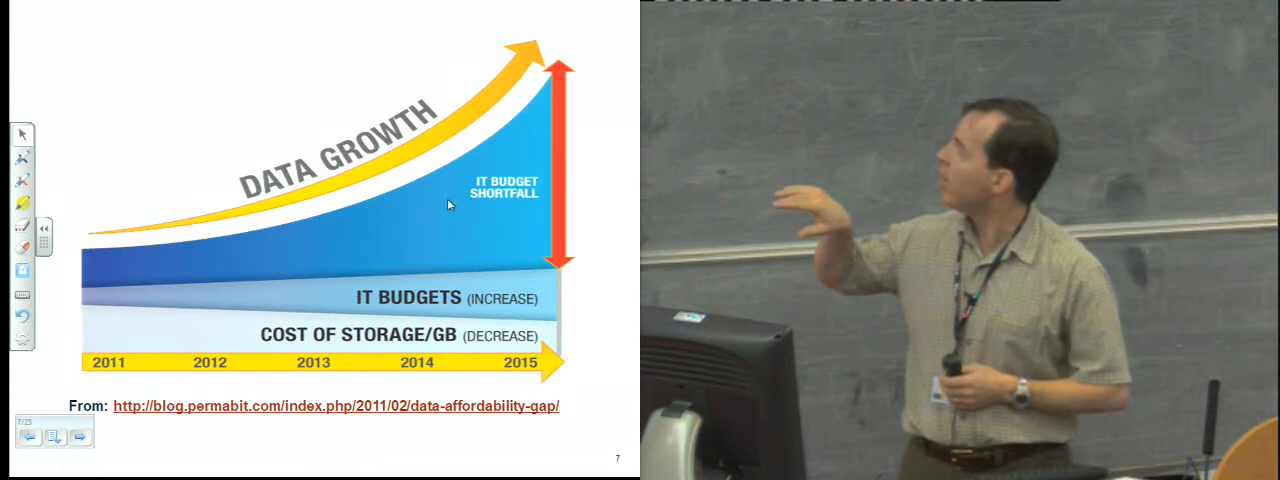 DATA GROWTH
IT BUDGET
SHORTFALL
IT BUDGETS (INCREASE)
COST OF STORAGE/GB (DECREASE)
2011 2012 2013 2014 2015
From: http://blog.permabit.com/index.php/2011/02/data-affordability-gap/
7/25
7